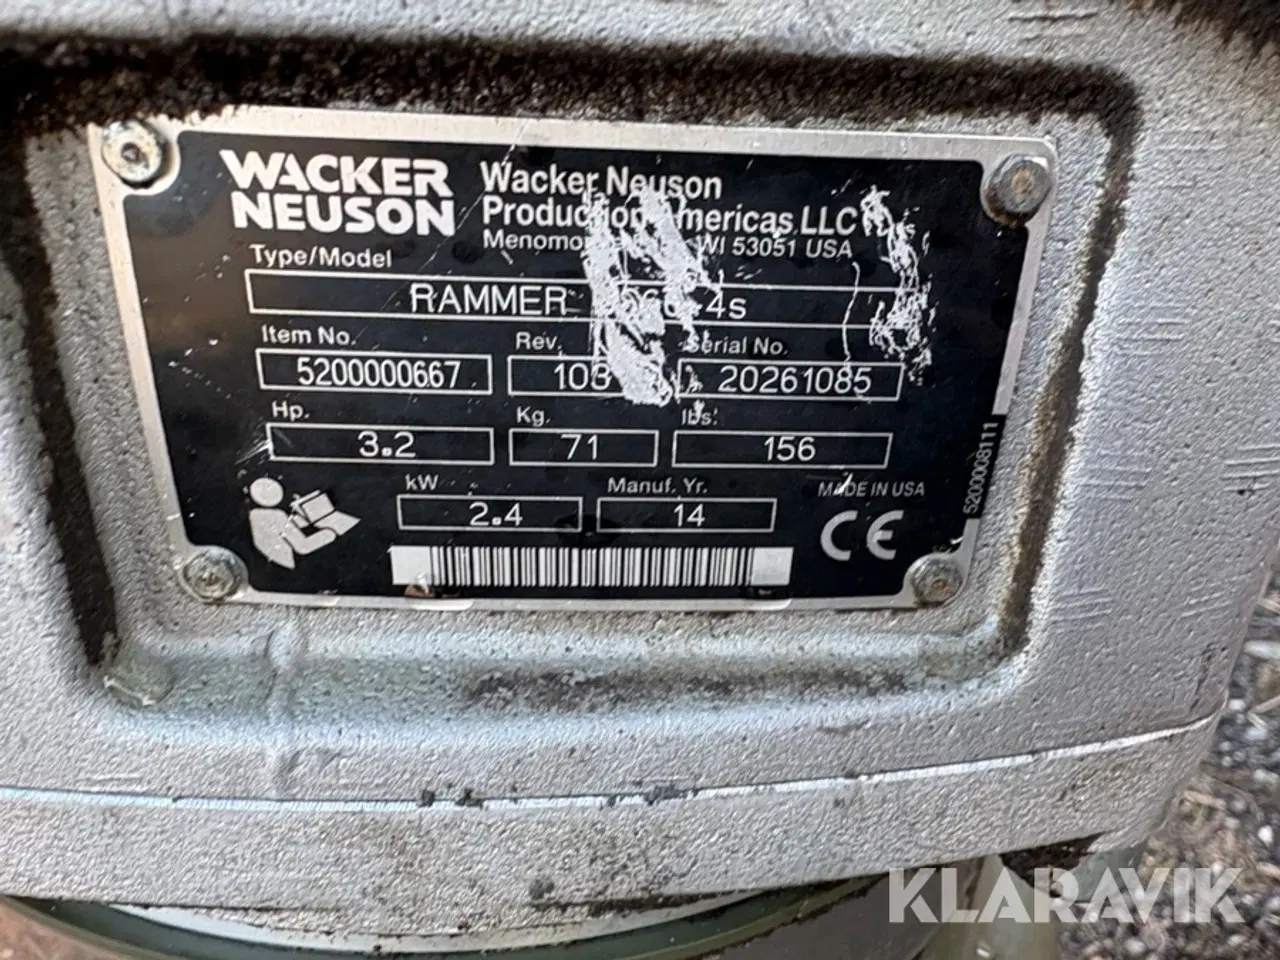 WACKER
NEUSON
Wacker Neuson
Production Americas LLC
WI 53051 USA
Type/Model
RAMMER 4s
Item No. Rev. Serial No.
5200000667 103 20261085
Hp. Kg. lbs.
3.2 71 156
kW Manuf. Yr.
2.4 14
MADE IN USA
CE
5200008111
KLARAVIK